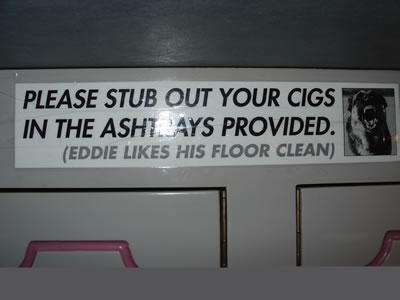 PLEASE STUB OUT YOUR CIGS
IN THE ASHTRAYS PROVIDED.
(EDDIE LIKES HIS FLOOR CLEAN)